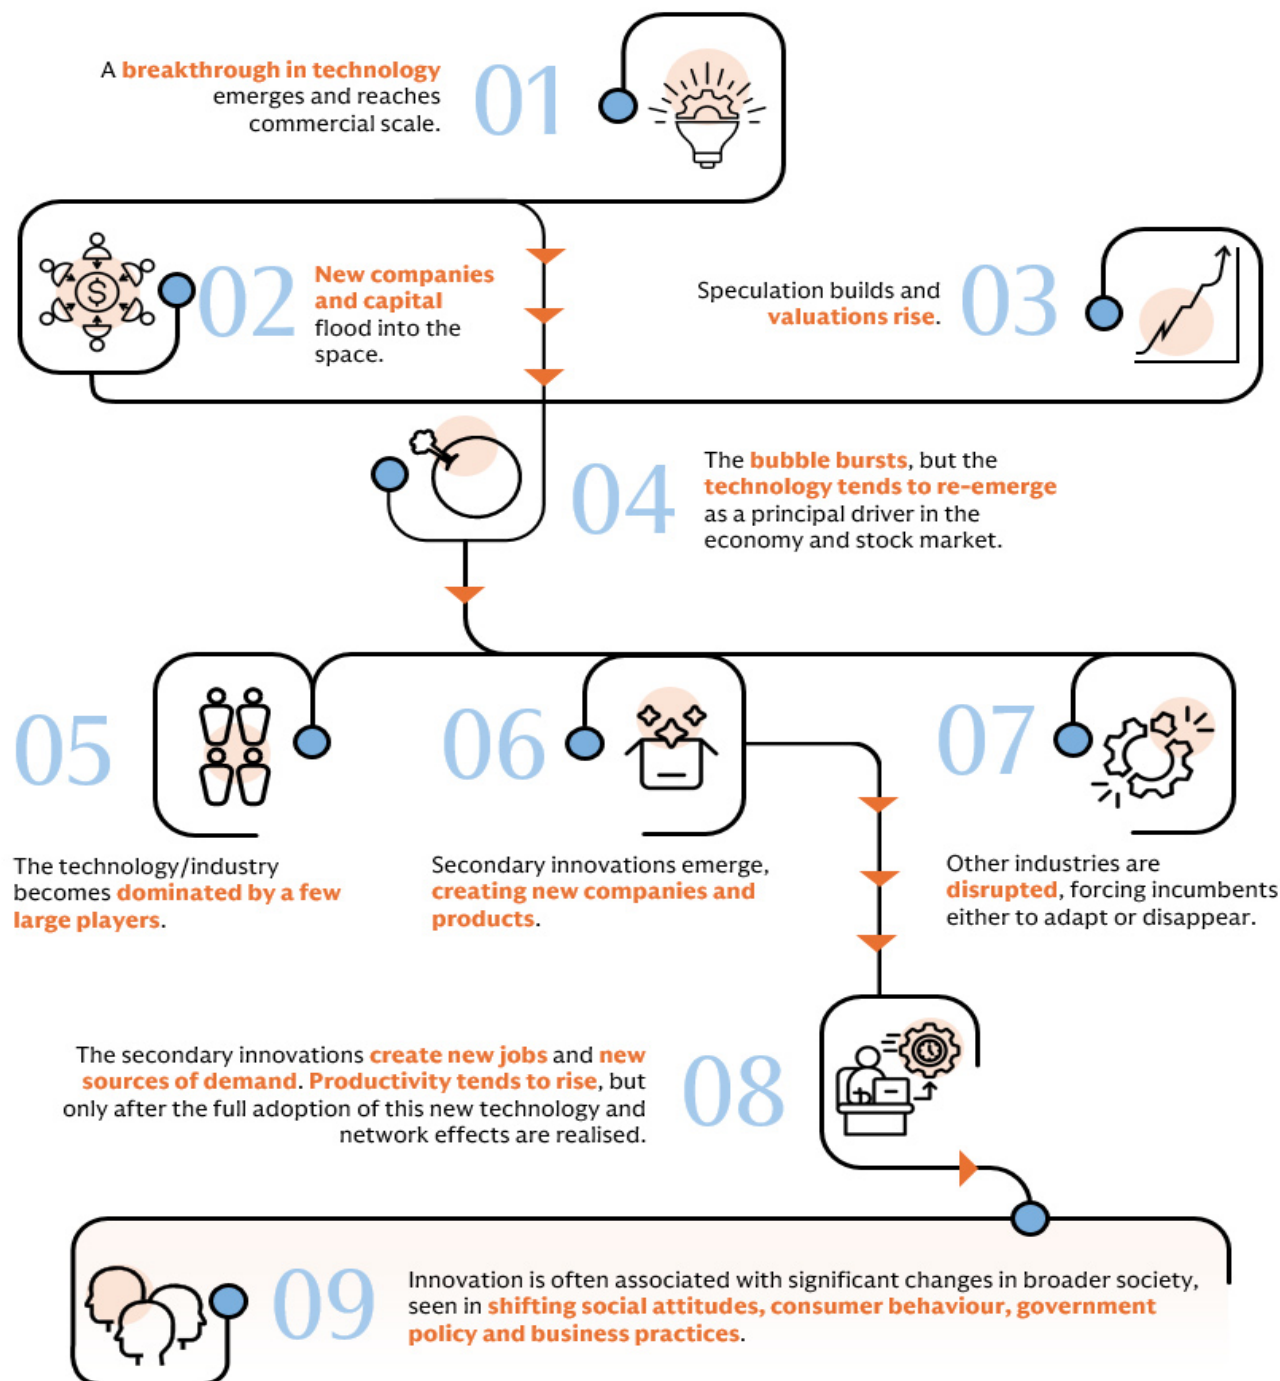 A breakthrough in technology
emerges and reaches
commercial scale.
01
02
New companies
and capital
flood into the
space.
Speculation builds and
valuations rise.
03
04
The bubble bursts, but the
technology tends to re-emerge
as a principal driver in the
economy and stock market.
05
The technology/industry
becomes dominated by a few
large players.
06
Secondary innovations emerge,
creating new companies and
products.
07
Other industries are
disrupted, forcing incumbents
either to adapt or disappear.
The secondary innovations create new jobs and new
sources of demand. Productivity tends to rise, but
only after the full adoption of this new technology and
network effects are realised.
08
09
Innovation is often associated with significant changes in broader society,
seen in shifting social attitudes, consumer behaviour, government
policy and business practices.